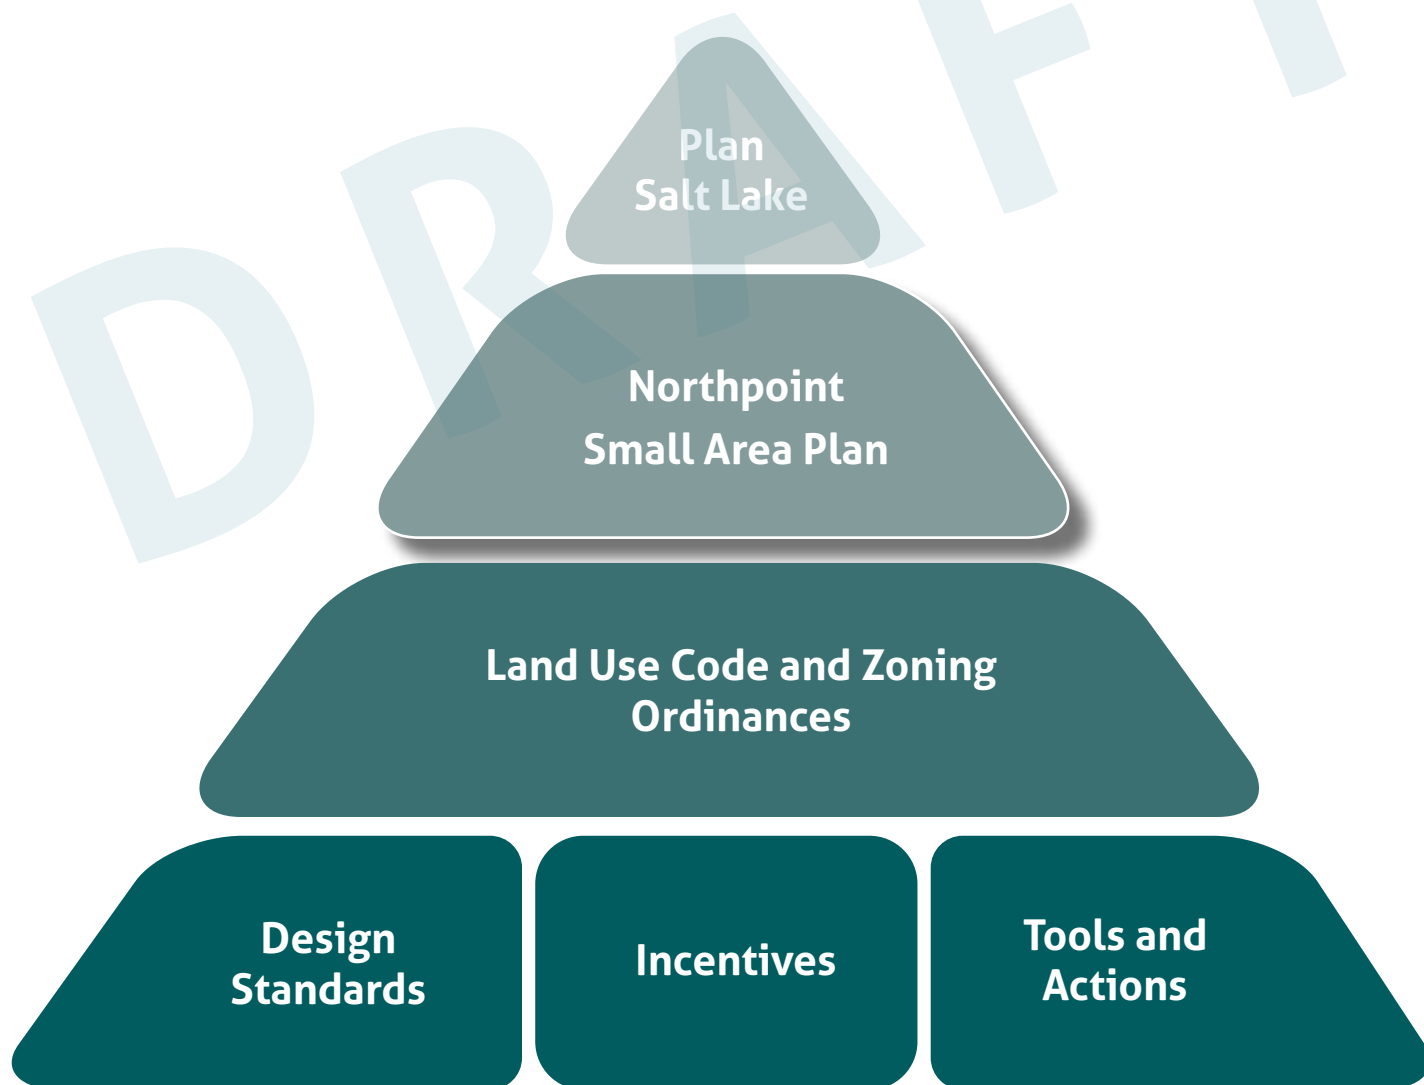 DRAFT
Plan
Salt Lake
Northpoint
Small Area Plan
Land Use Code and Zoning
Ordinances
Design
Standards
Incentives
Tools and
Actions